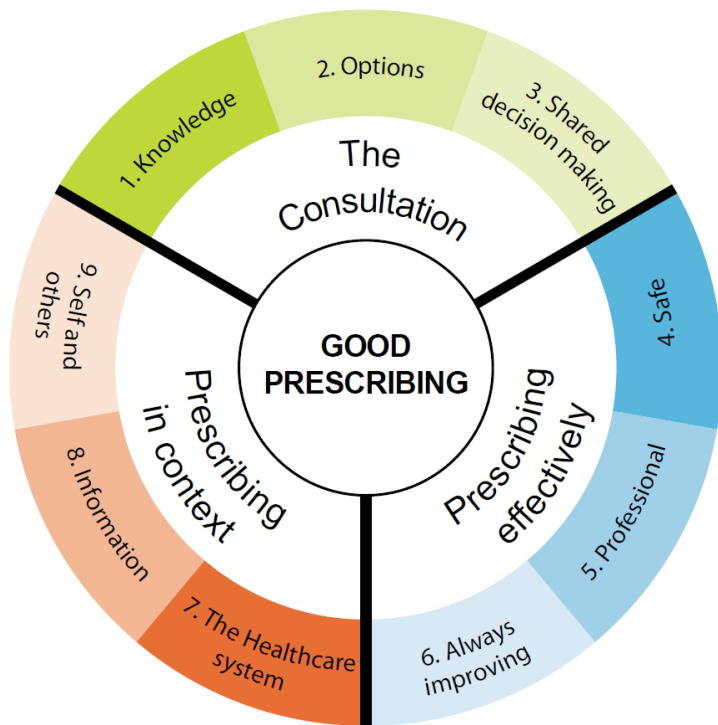 1. Knowledge
2. Options
3. Shared
decision making
4. Safe
5. Professional
6. Always
improving
7. The Healthcare
system
8. Information
9. Self and
others
The
Consultation
Prescribing
effectively
Prescribing
in context
GOOD
PRESCRIBING